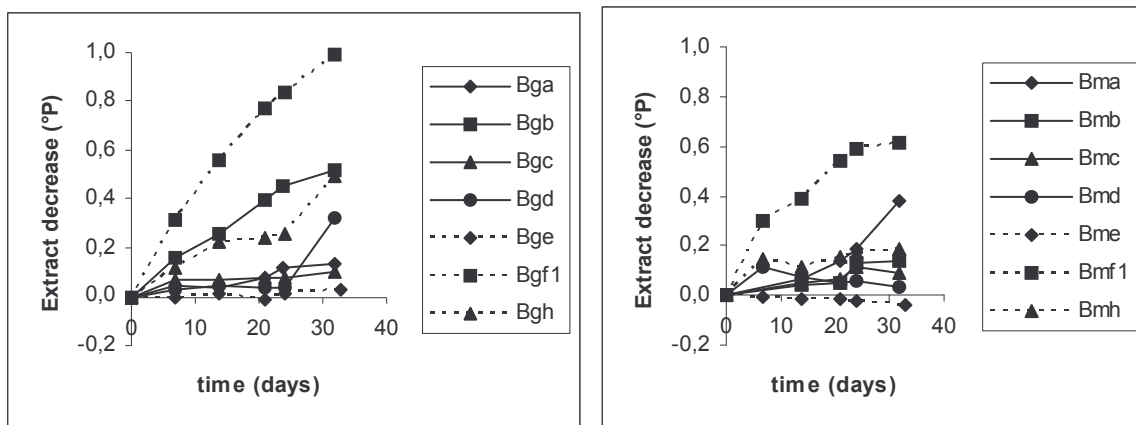 Extract decrease (°P)
1,0
0,8
0,6
0,4
0,2
0,0
-0,2
0
10
20
30
40
time (days)
Bga
Bgb
Bgc
Bgd
Bge
Bgf1
Bgh
Extract decrease (°P)
1,0
0,8
0,6
0,4
0,2
0,0
-0,2
0
10
20
30
40
time (days)
Bma
Bmb
Bmc
Bmd
Bme
Bmf1
Bmh